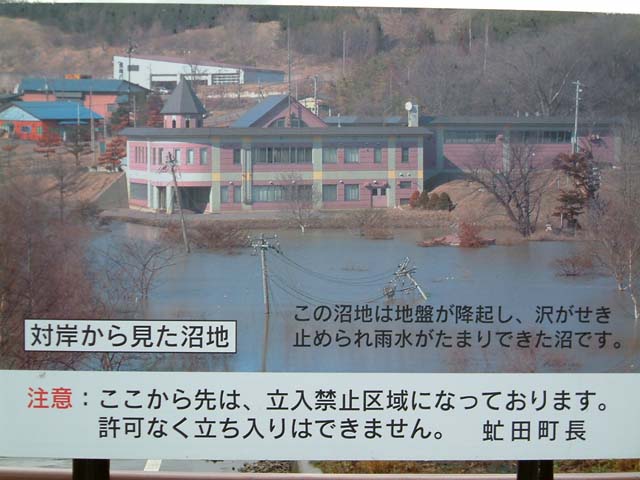 この沼地は地盤が降起し、沢がせき
止められ雨水がたまりできた沼です。
対岸から見た沼地
注意：ここから先は、立入禁止区域になっております。
許可なく立ち入りはできません。 虻田町長